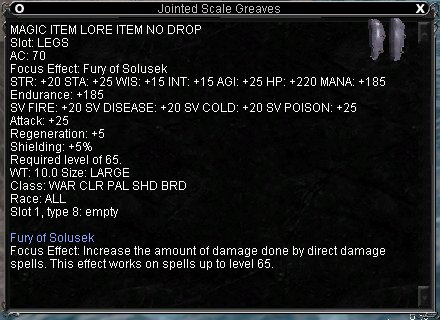 Jointed Scale Greaves
MAGIC ITEM LORE ITEM NO DROP
Slot: LEGS
AC: 70
Focus Effect: Fury of Solusek
STR: +20 STA: +25 WIS: +15 INT: +15 AGI: +25 HP: +220 MANA: +185
Endurance: +185
SV FIRE: +20 SV DISEASE: +20 SV COLD: +20 SV POISON: +25
Attack: +25
Regeneration: +5
Shielding: +5%
Required level of 65.
WT: 10.0 Size: LARGE
Class: WAR CLR PAL SHD BRD
Race: ALL
Slot 1, type 8: empty
Fury of Solusek
Focus Effect: Increase the amount of damage done by direct damage
spells. This effect works on spells up to level 65.